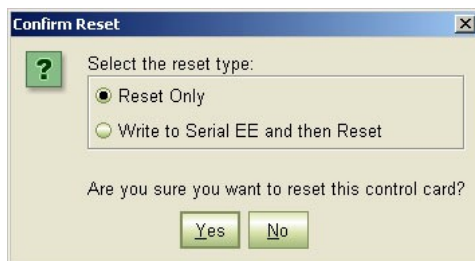 Confirm Reset
Select the reset type:
Reset Only
Write to Serial EE and then Reset
Are you sure you want to reset this control card?
Yes No